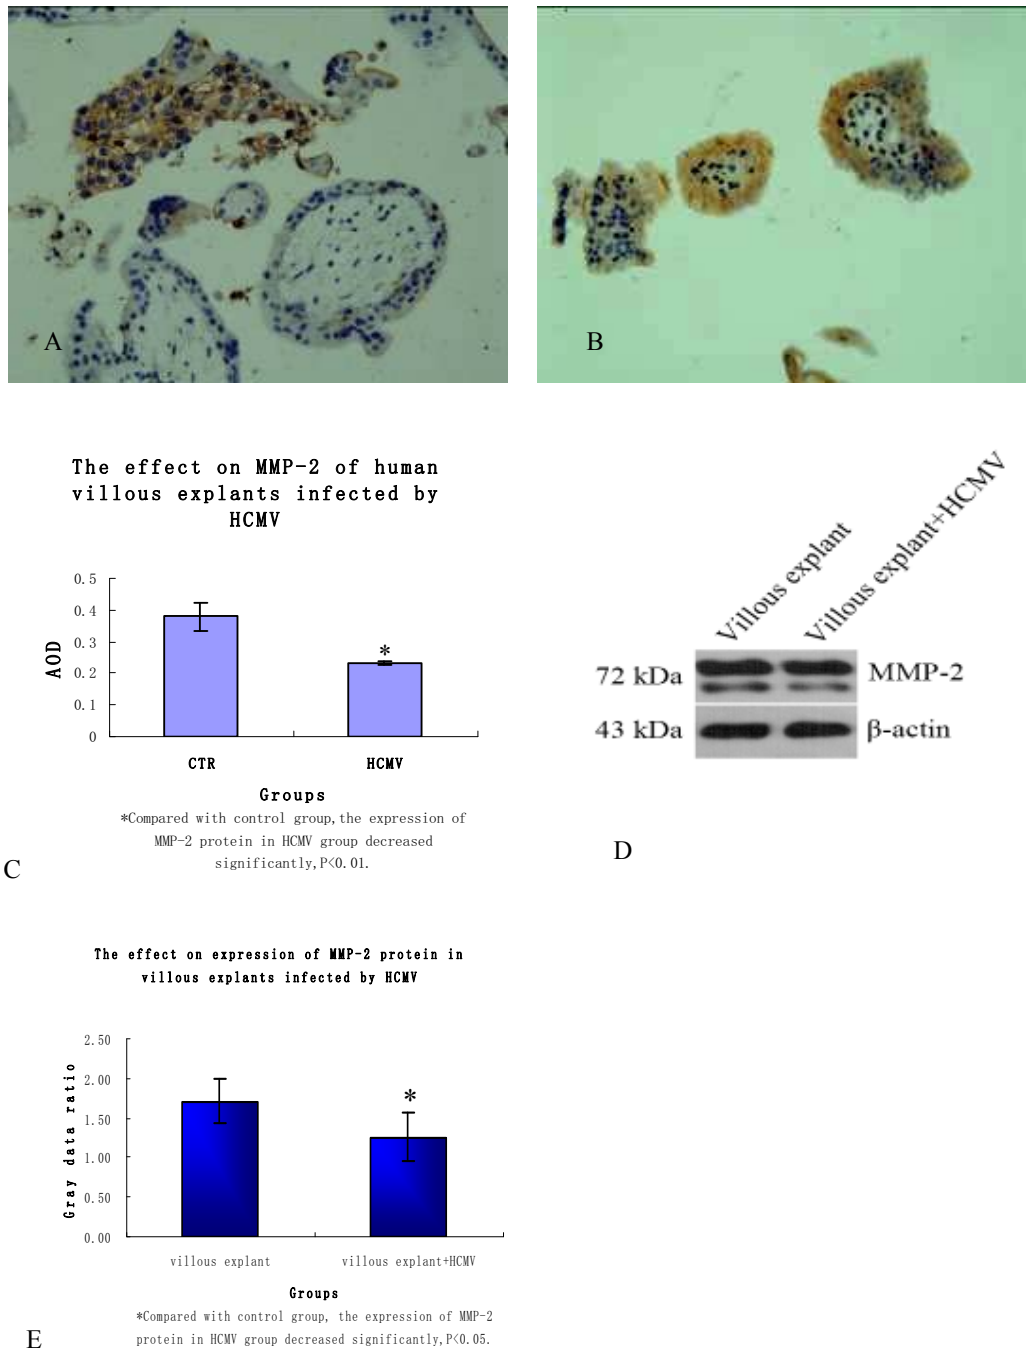 A
B
The effect on MMP-2 of human
villous explants infected by
HCMV
0.5
0.4
0.3
0.2
0.1
0
AOD
*
CTR
HCMV
Groups
*Compared with control group,the expression of
MMP-2 protein in HCMV group decreased
significantly,P<0.01.
C
Villous explant
Villous explant+HCMV
72 kDa
MMP-2
43 kDa
β-actin
D
The effect on expression of MMP-2 protein in
villous explants infected by HCMV
2.50
2.00
1.50
1.00
0.50
0.00
Gray data ratio
*
villous explant
villous explant+HCMV
Groups
*Compared with control group, the expression of MMP-2
protein in HCMV group decreased significantly,P<0.05.
E